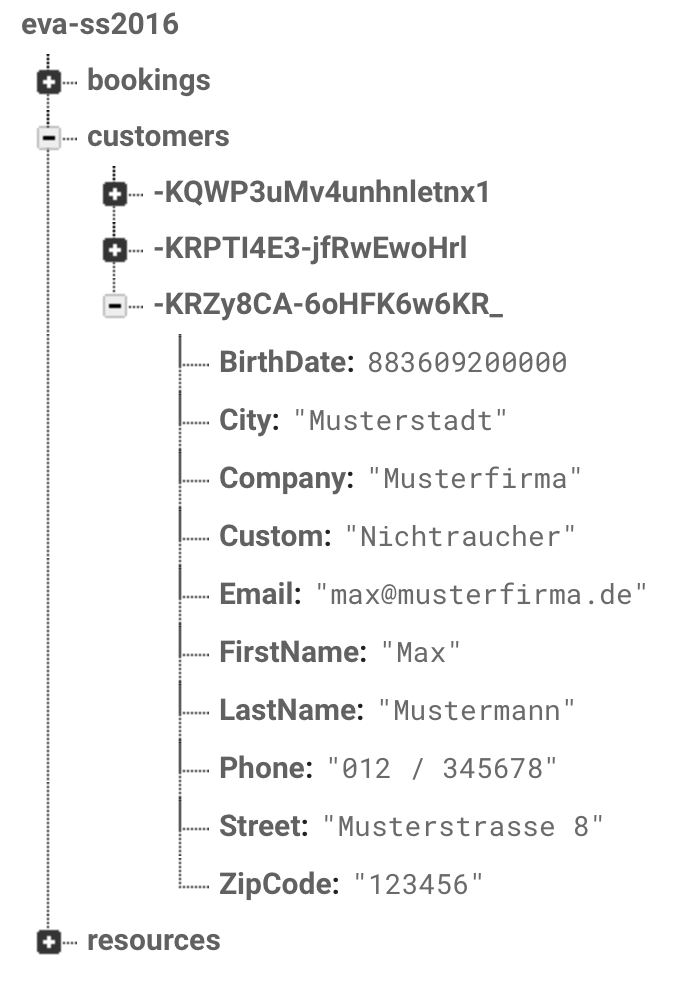 eva-ss2016
bookings
customers
-KQWP3uMv4unhnletnx1
-KRPTI4E3-jfRwEwoHrl
-KRZy8CA-6oHFK6w6KR_
BirthDate: 883609200000
City: "Musterstadt"
Company: "Musterfirma"
Custom: "Nichtraucher"
Email: "max@musterfirma.de"
FirstName: "Max"
LastName: "Mustermann"
Phone: "012 / 345678"
Street: "Musterstrasse 8"
ZipCode: "123456"
resources